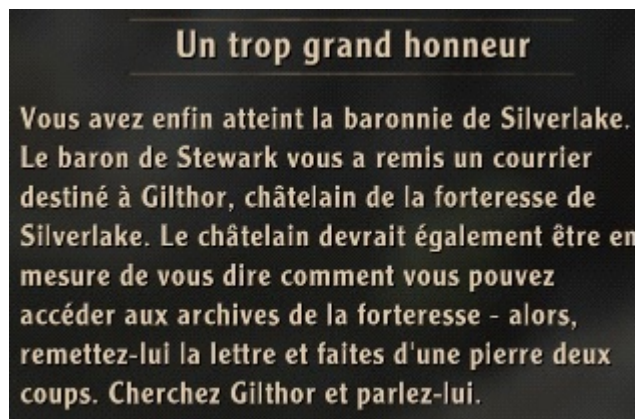 Un trop grand honneur
Vous avez enfin atteint la baronnie de Silverlake.
Le baron de Stewark vous a remis un courrier
destiné à Gilthor, châtelain de la forteresse de
Silverlake. Le châtelain devrait également être en
mesure de vous dire comment vous pouvez
accéder aux archives de la forteresse - alors,
remettez-lui la lettre et faites d'une pierre deux
coups. Cherchez Gilthor et parlez-lui.